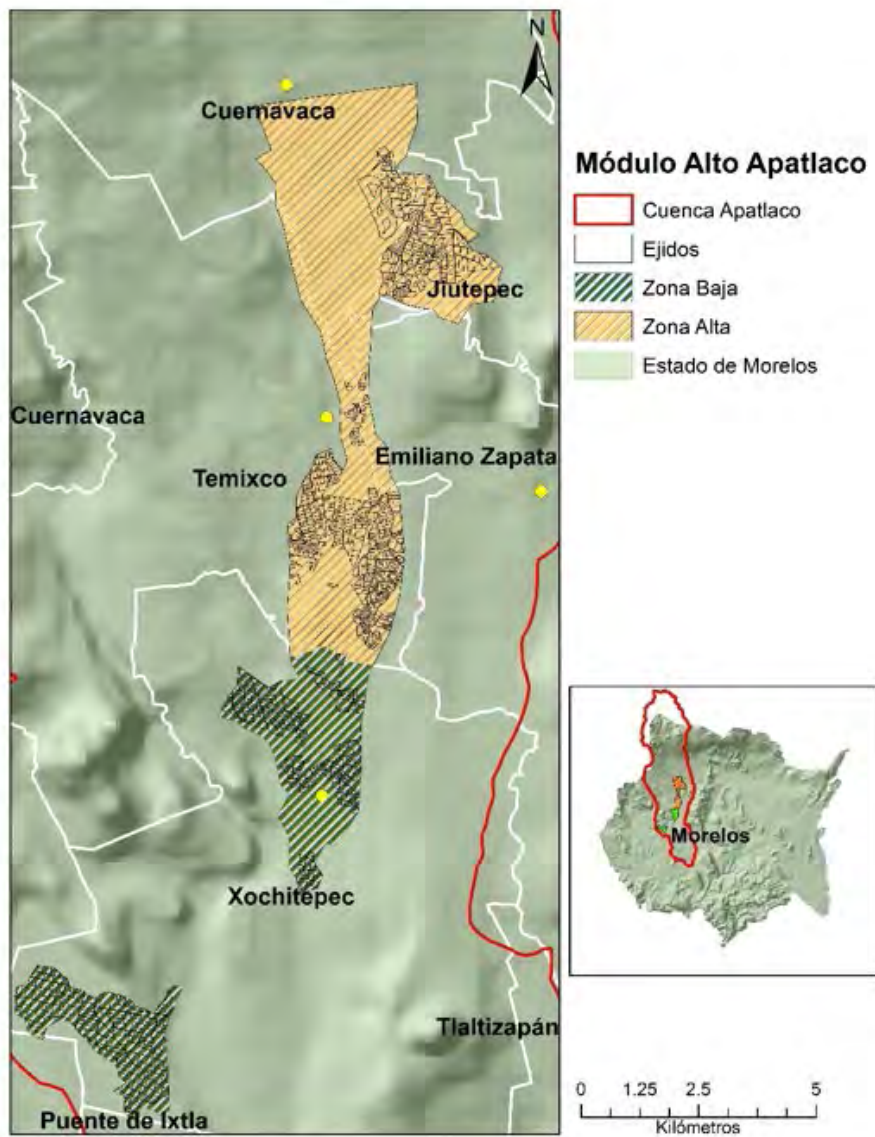 N
Cuernavaca
Jiutepec
Cuernavaca
Temixco
Emiliano Zapata
Xochitepec
Tlaltizapán
Puente de Ixtla
Módulo Alto Apatlaco
Cuenca Apatlaco
Ejidos
Zona Baja
Zona Alta
Estado de Morelos
Morelos
0 1.25 2.5 5
Kilómetros